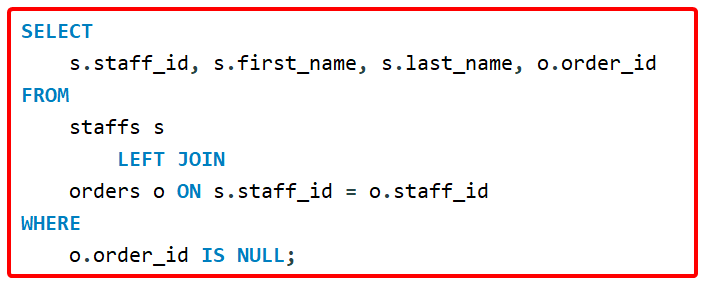 SELECT
s.staff_id, s.first_name, s.last_name, o.order_id
FROM
staffs s
LEFT JOIN
orders o ON s.staff_id = o.staff_id
WHERE
o.order_id IS NULL;